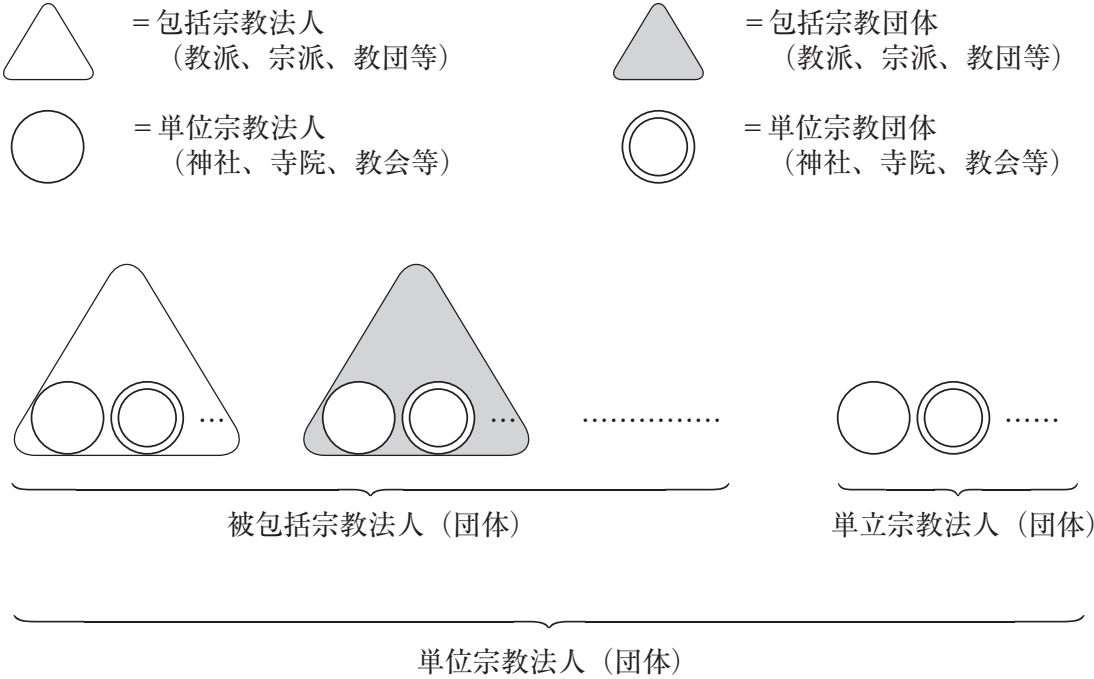 ＝包括宗教法人
（教派、宗派、教団等）
＝包括宗教団体
（教派、宗派、教団等）
＝単位宗教法人
（神社、寺院、教会等）
＝単位宗教団体
（神社、寺院、教会等）
…
…
……………
……
被包括宗教法人（団体）
単立宗教法人（団体）
単位宗教法人（団体）